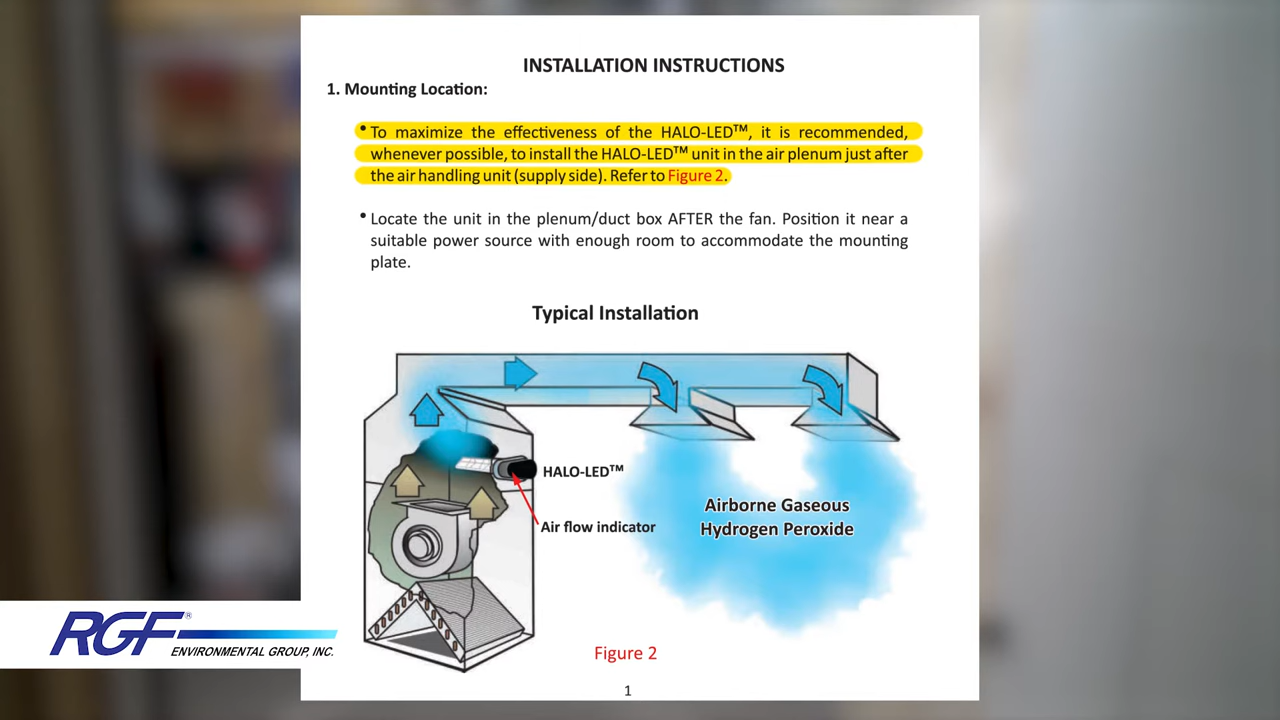 INSTALLATION INSTRUCTIONS
1. Mounting Location:
• To maximize the effectiveness of the HALO-LED™, it is recommended,
whenever possible, to install the HALO-LED™ unit in the air plenum just after
the air handling unit (supply side). Refer to Figure 2.
• Locate the unit in the plenum/duct box AFTER the fan. Position it near a
suitable power source with enough room to accommodate the mounting
plate.
Typical Installation
HALO-LED™
Air flow indicator
Airborne Gaseous
Hydrogen Peroxide
Figure 2
1
RGF®
ENVIRONMENTAL GROUP, INC.